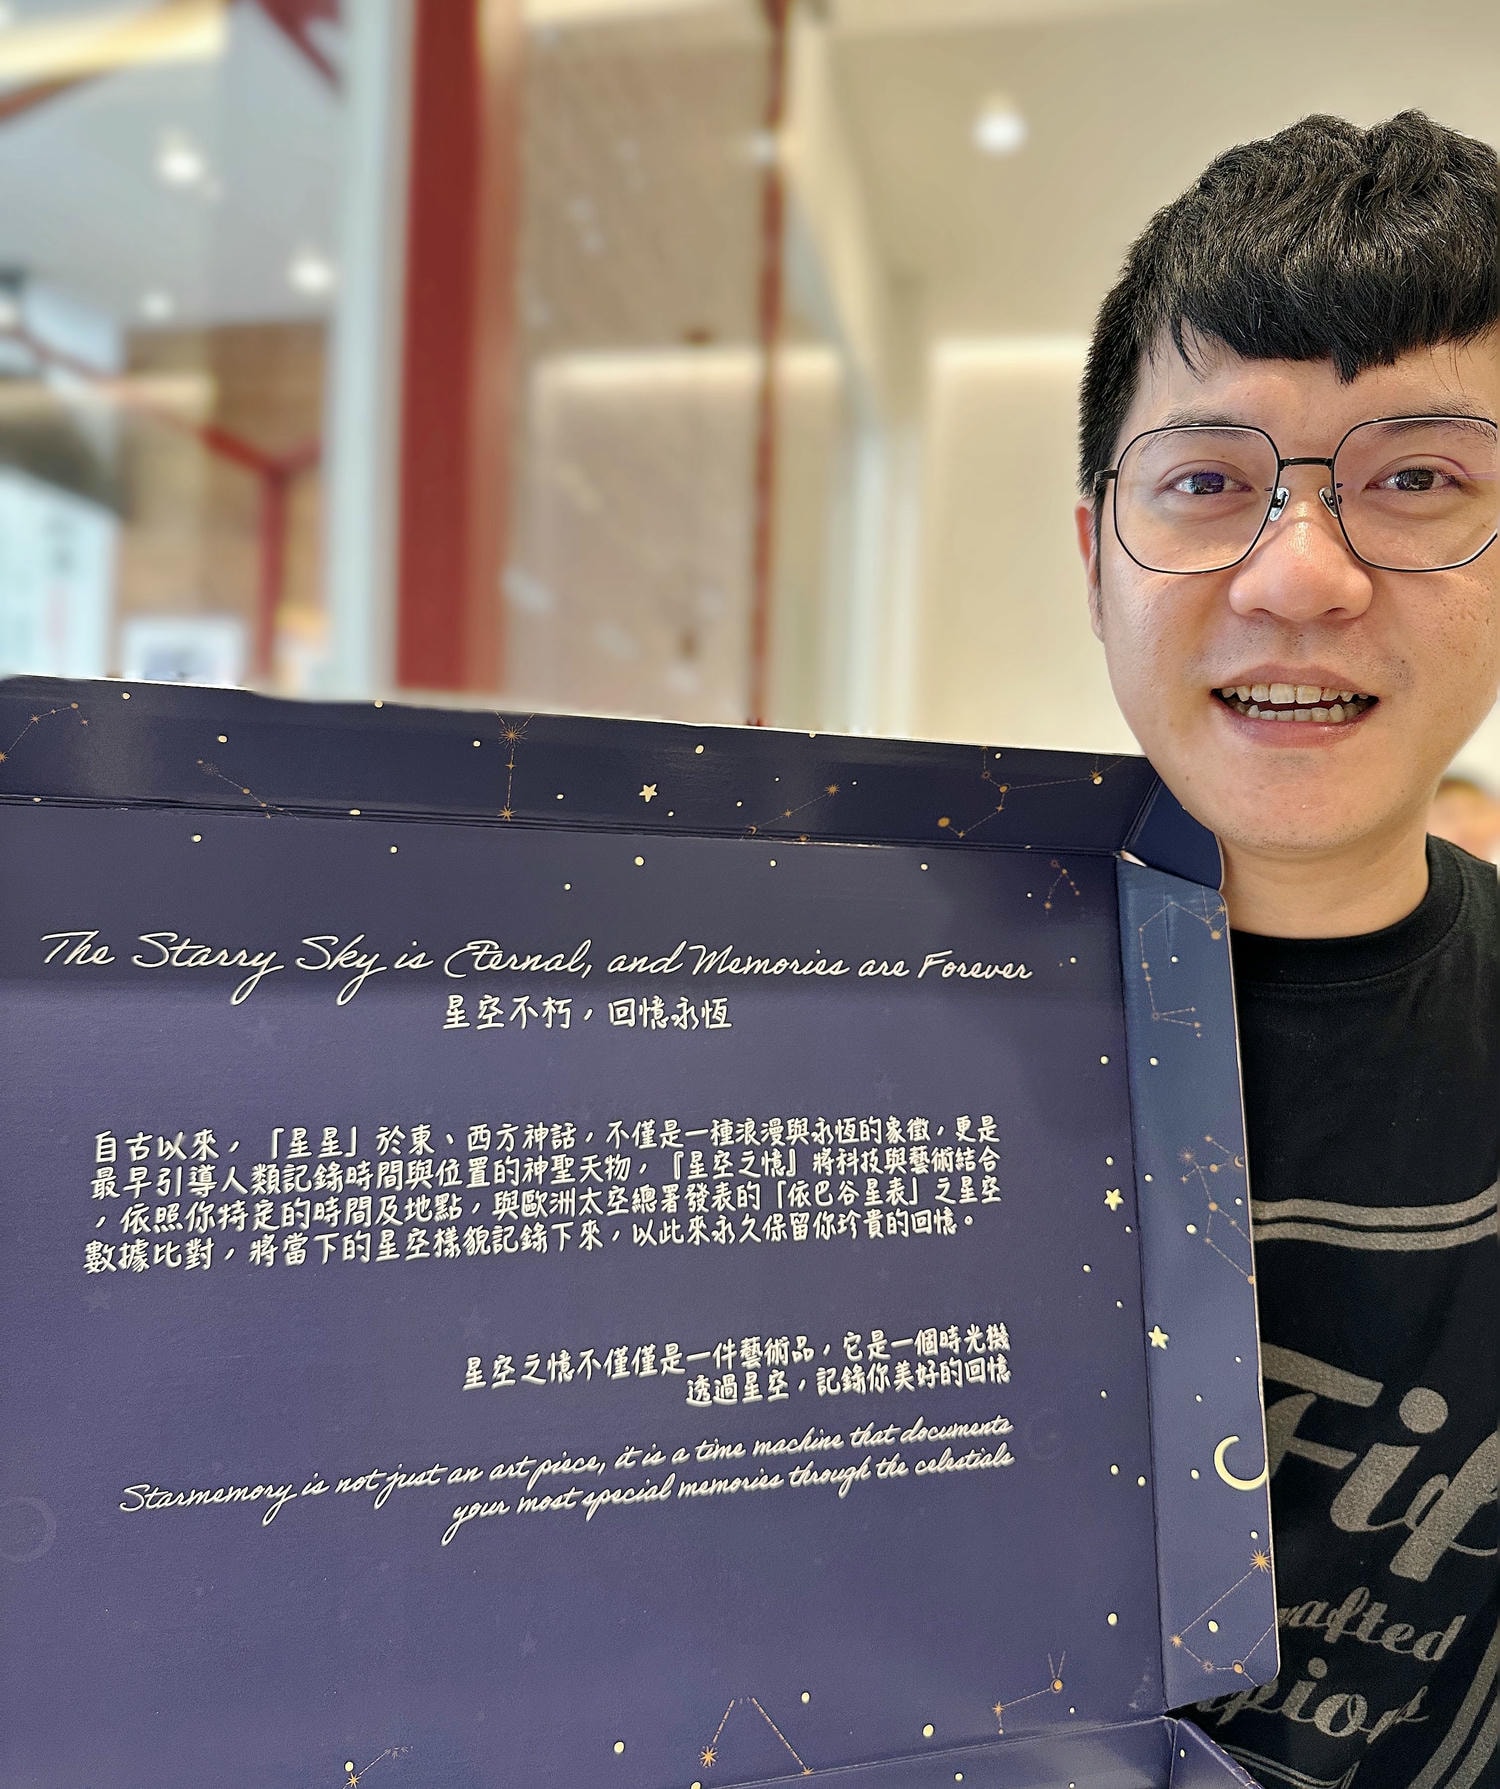 The Starry Sky is Eternal, and Memories are Forever
星空不朽，回憶永恆
自古以來，「星星」於東、西方神話，不僅是一種浪漫與永恆的象徵，更是
最早引導人類記錄時間與位置的神聖天物，『星空之憶』將科技與藝術結合
，依照你特定的時間及地點，與歐洲太空總署發表的「依巴谷星表」之星空
數據比對，將當下的星空樣貌記錄下來，以此來永久保留你珍貴的回憶。
星空之憶不僅僅是一件藝術品，它是一個時光機
透過星空，記錄你美好的回憶
Starmemory is not just an art piece, it is a time machine that documents
your most special memories through the celestials